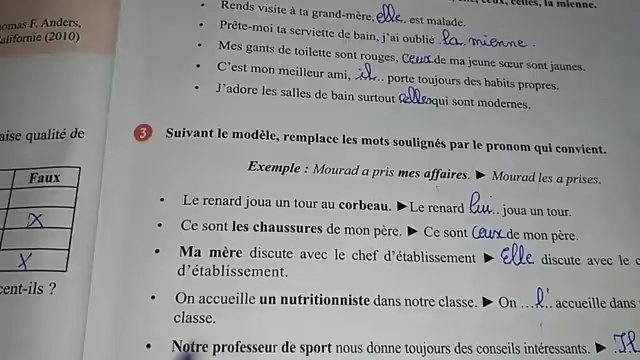 celles, la mienne.
Rends visite à ta grand-mère, elle. est malade.
Prête-moi ta serviette de bain, j'ai oublié .la mienne.
Mes gants de toilette sont rouges, ceux de ma jeune sœur sont jaunes.
C'est mon meilleur ami, .il.. porte toujours des habits propres.
J'adore les salles de bain surtout celles qui sont modernes.
omas F. Anders,
alifornie (2010)
aise qualité de
Faux
X
X
cent-ils ?
3 Suivant le modèle, remplace les mots soulignés par le pronom qui convient.
Exemple : Mourad a pris mes affaires. ► Mourad les a prises.
Le renard joua un tour au corbeau. ► Le renard lui.. joua un tour.
Ce sont les chaussures de mon père. ► Ce sont ceux de mon père.
Ma mère discute avec le chef d'établissement ► Elle discute avec le c
d'établissement.
On accueille un nutritionniste dans notre classe. ► On ...l'. accueille dans
classe.
Notre professeur de sport nous donne toujours des conseils intéressants. ► .Il